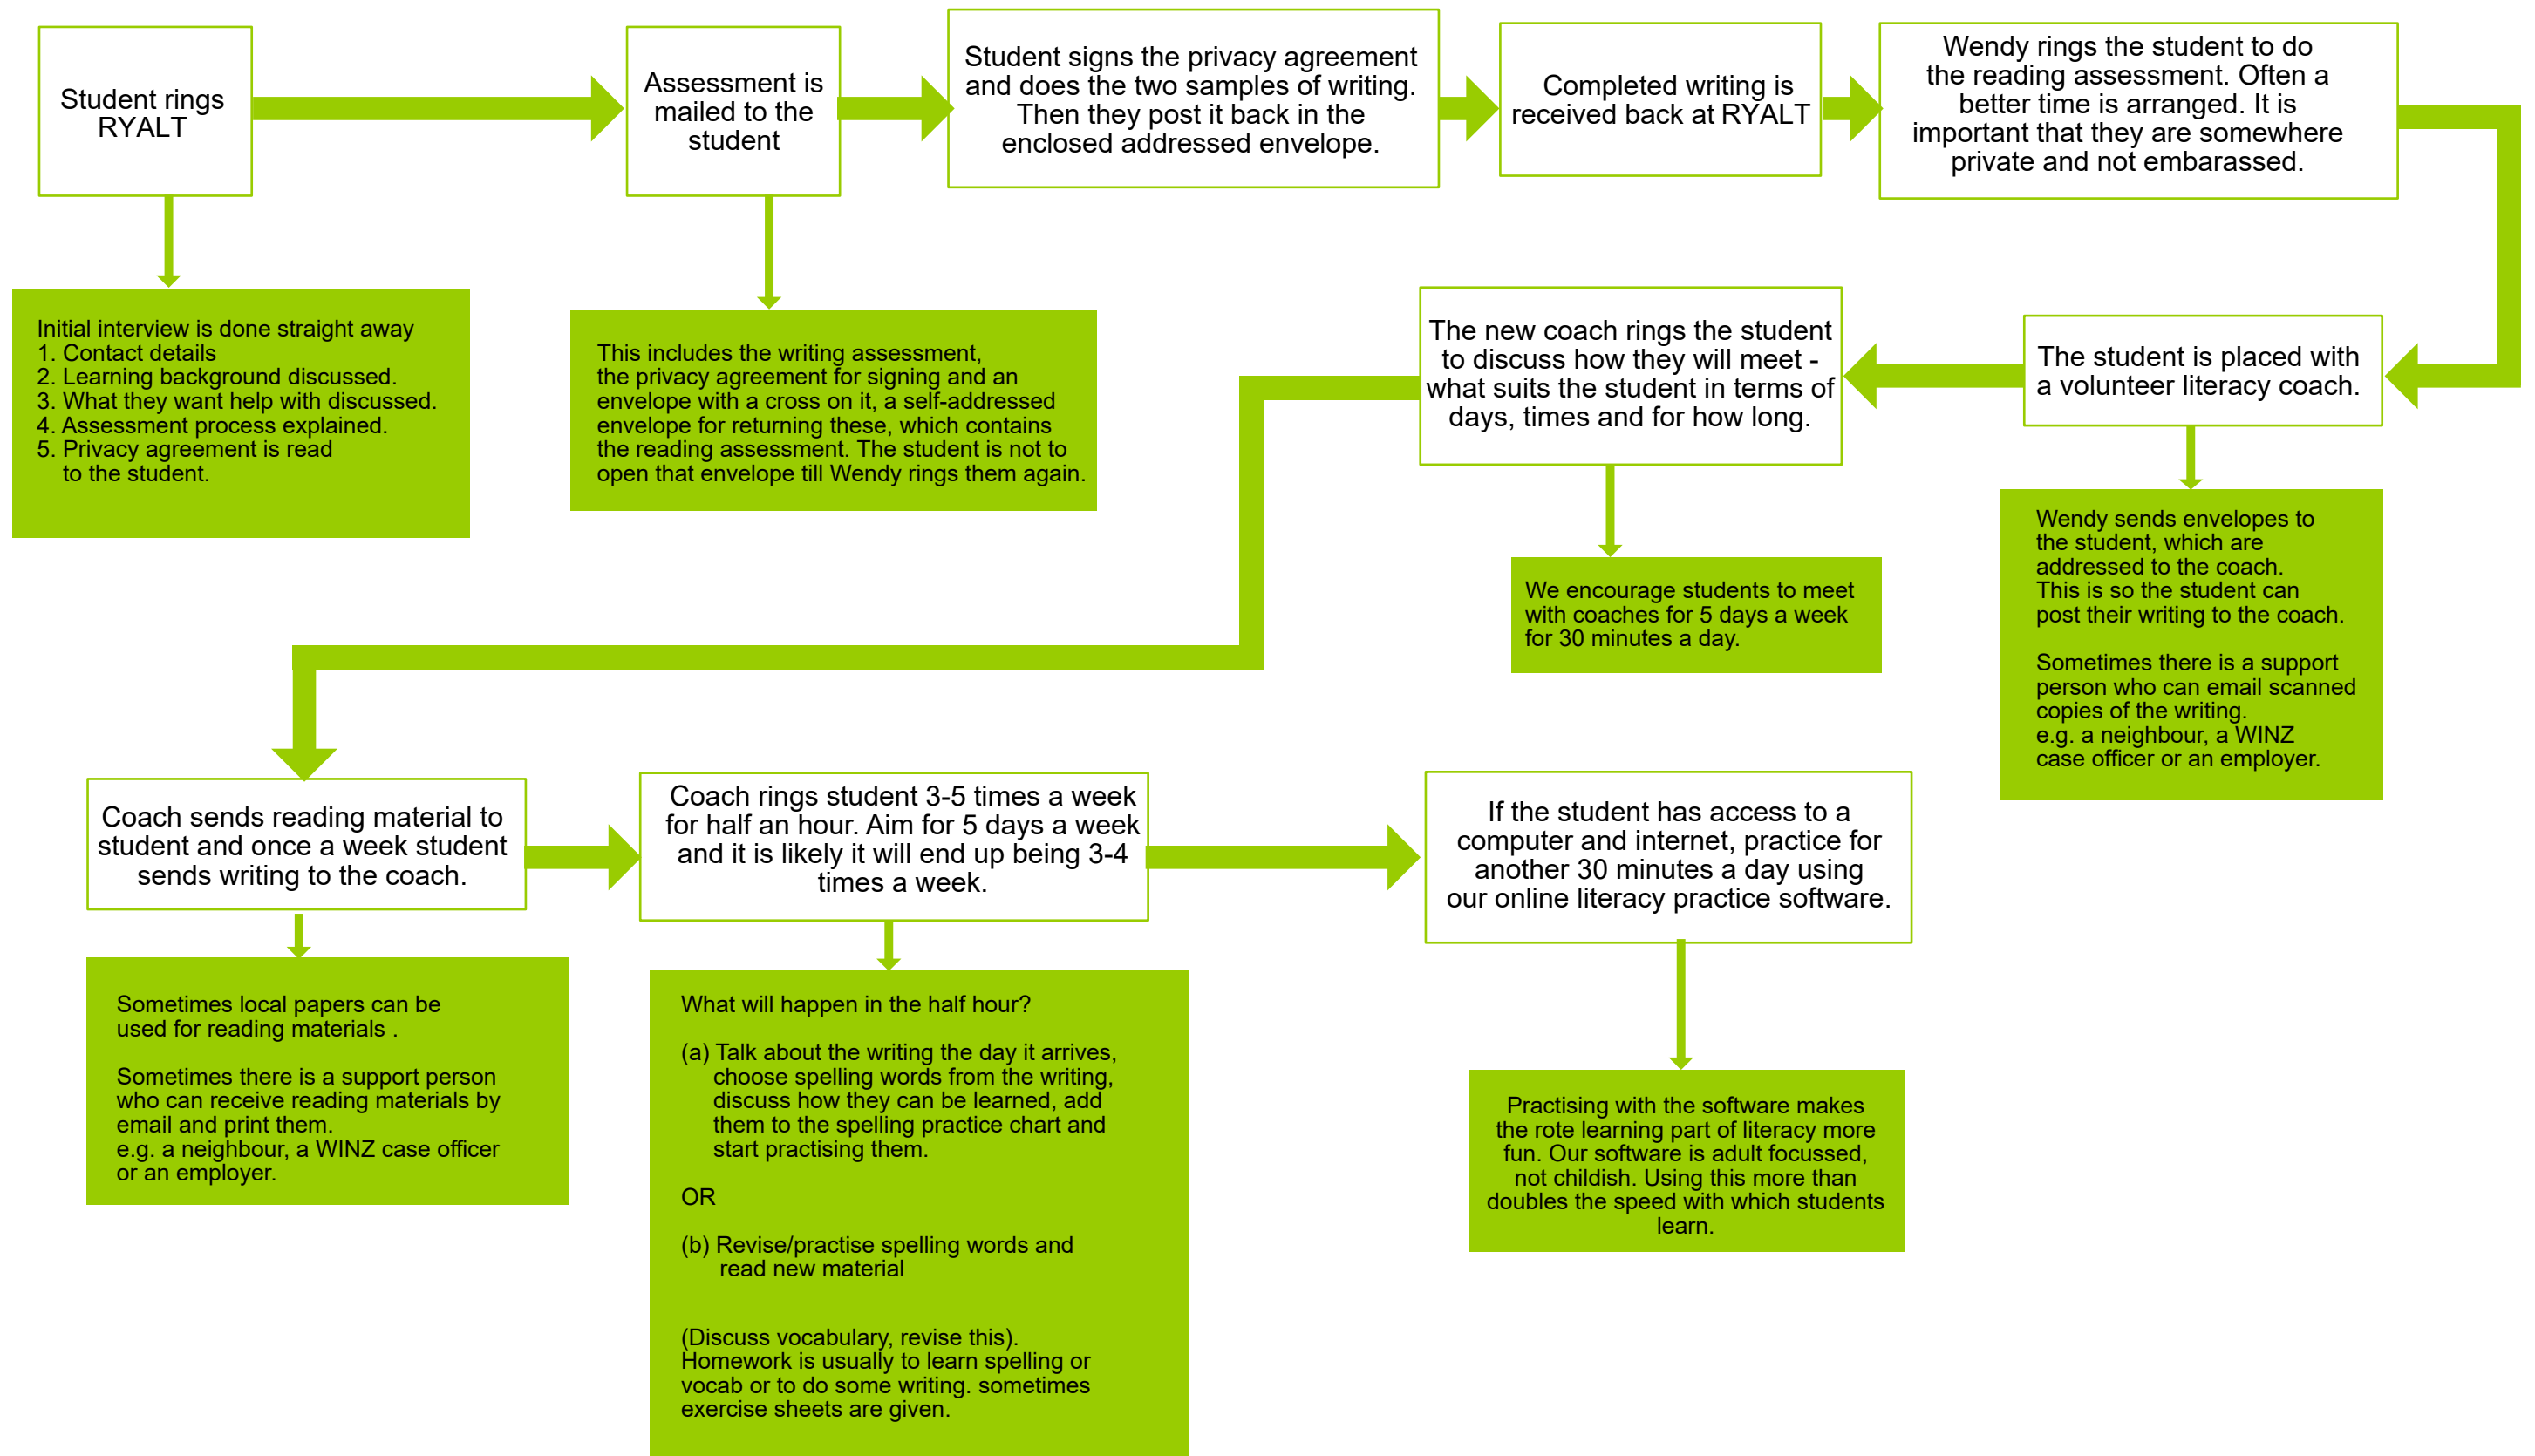 Student rings
RYALT
Assessment is
mailed to the
student
Student signs the privacy agreement
and does the two samples of writing.
Then they post it back in the
enclosed addressed envelope.
Completed writing is
received back at RYALT
Wendy rings the student to do
the reading assessment. Often a
better time is arranged. It is
important that they are somewhere
private and not embarassed.
Initial interview is done straight away
1. Contact details
2. Learning background discussed.
3. What they want help with discussed.
4. Assessment process explained.
5. Privacy agreement is read
to the student.
This includes the writing assessment,
the privacy agreement for signing and an
envelope with a cross on it, a self-addressed
envelope for returning these, which contains
the reading assessment. The student is not to
open that envelope till Wendy rings them again.
The new coach rings the student
to discuss how they will meet -
what suits the student in terms of
days, times and for how long.
The student is placed with
a volunteer literacy coach.
We encourage students to meet
with coaches for 5 days a week
for 30 minutes a day.
Wendy sends envelopes to
the student, which are
addressed to the coach.
This is so the student can
post their writing to the coach.
Sometimes there is a support
person who can email scanned
copies of the writing.
e.g. a neighbour, a WINZ
case officer or an employer.
Coach sends reading material to
student and once a week student
sends writing to the coach.
Coach rings student 3-5 times a week
for half an hour. Aim for 5 days a week
and it is likely it will end up being 3-4
times a week.
If the student has access to a
computer and internet, practice for
another 30 minutes a day using
our online literacy practice software.
Sometimes local papers can be
used for reading materials .
Sometimes there is a support person
who can receive reading materials by
email and print them.
e.g. a neighbour, a WINZ case officer
or an employer.
What will happen in the half hour?
(a) Talk about the writing the day it arrives,
choose spelling words from the writing,
discuss how they can be learned, add
them to the spelling practice chart and
start practising them.
OR
(b) Revise/practise spelling words and
read new material
(Discuss vocabulary, revise this).
Homework is usually to learn spelling or
vocab or to do some writing. sometimes
exercise sheets are given.
Practising with the software makes
the rote learning part of literacy more
fun. Our software is adult focussed,
not childish. Using this more than
doubles the speed with which students
learn.